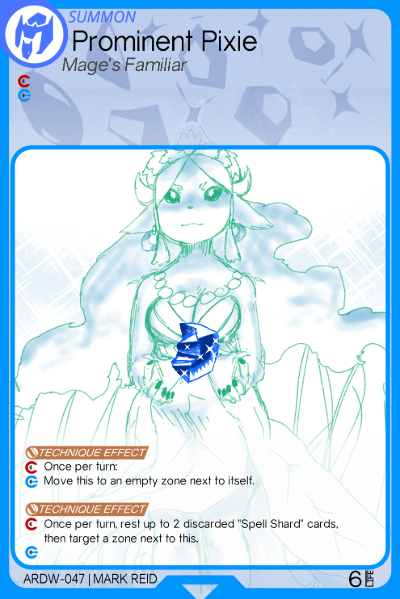 SUMMON
Prominent Pixie
Mage's Familiar
C
C
TECHNIQUE EFFECT
C Once per turn:
C Move this to an empty zone next to itself.
TECHNIQUE EFFECT
C Once per turn, rest up to 2 discarded "Spell Shard" cards,
then target a zone next to this.
C
ARDW-047 | MARK REID
6 LIFE